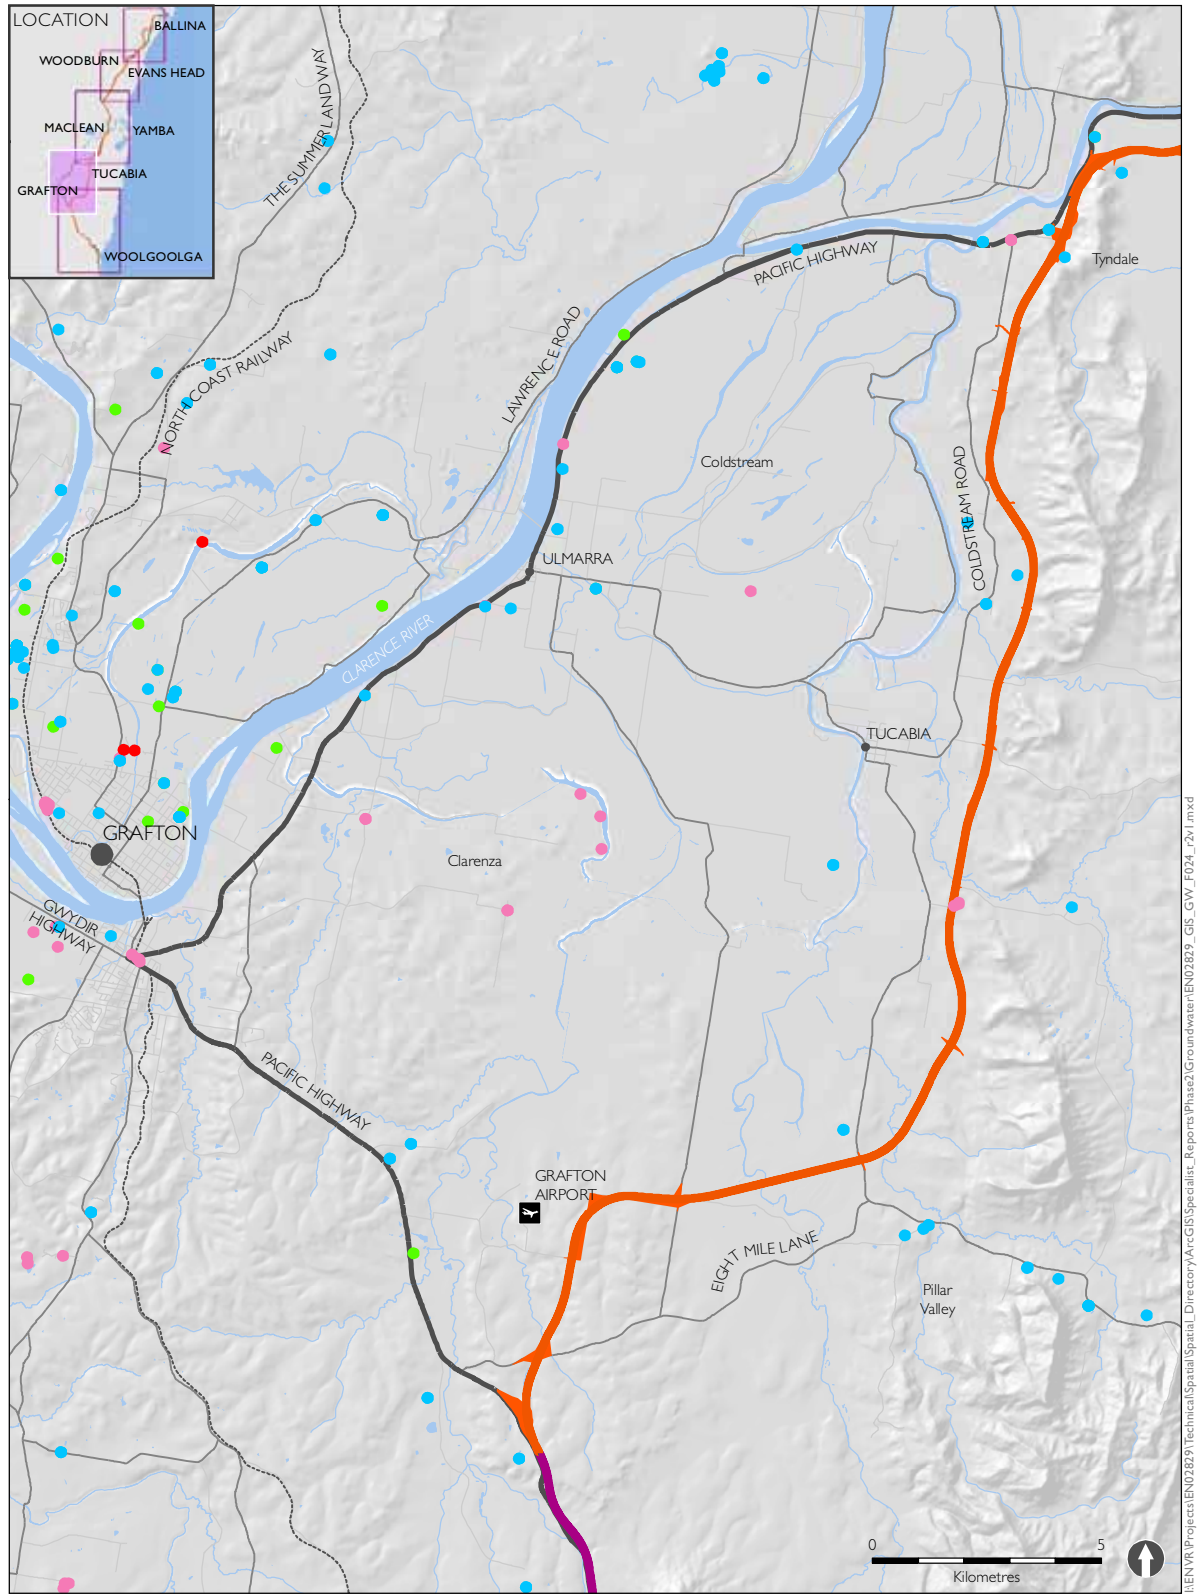 LOCATION
BALLINA
WOODBURN
EVANS HEAD
MACLEAN
YAMBA
TUCABIA
GRAFTON
WOOLGOOLGA
THE SUMMERLANDWAY
NORTH COAST RAILWAY
LAWRENCE ROAD
PACIFIC HIGHWAY
Tyndale
Coldstream
COLDSTREAM ROAD
ULMARRA
CLARENCE RIVER
TUCABIA
GRAFTON
Clarenza
GWYDIR
HIGHWAY
PACIFIC HIGHWAY
GRAFTON
AIRPORT
EIGHT MILE LANE
Pillar
Valley
0 5
Kilometres
I:\ENVR\Projects\EN02829\Technical\Spatial\Spatial_Directory\ArcGIS\Specialist_Reports\Phase2\Groundwater\EN02829_GIS_GW_F024_r2v1.mxd